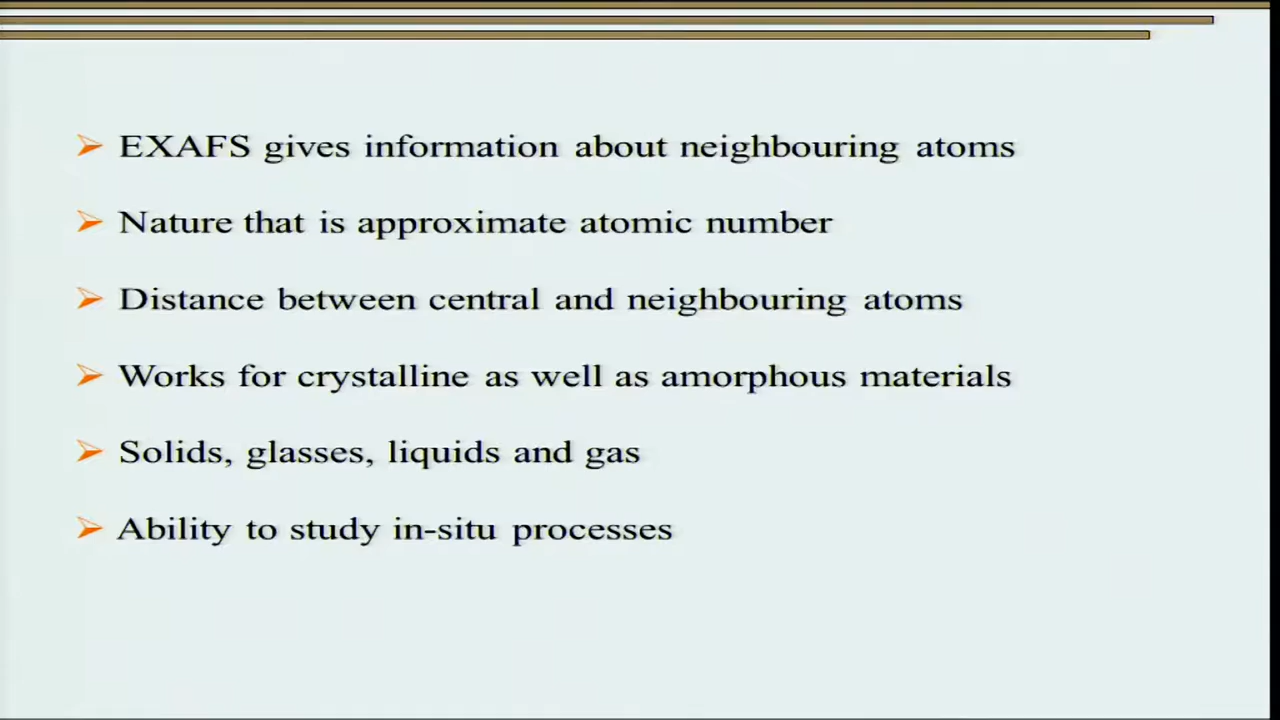 EXAFS gives information about neighbouring atoms
Nature that is approximate atomic number
Distance between central and neighbouring atoms
Works for crystalline as well as amorphous materials
Solids, glasses, liquids and gas
Ability to study in-situ processes